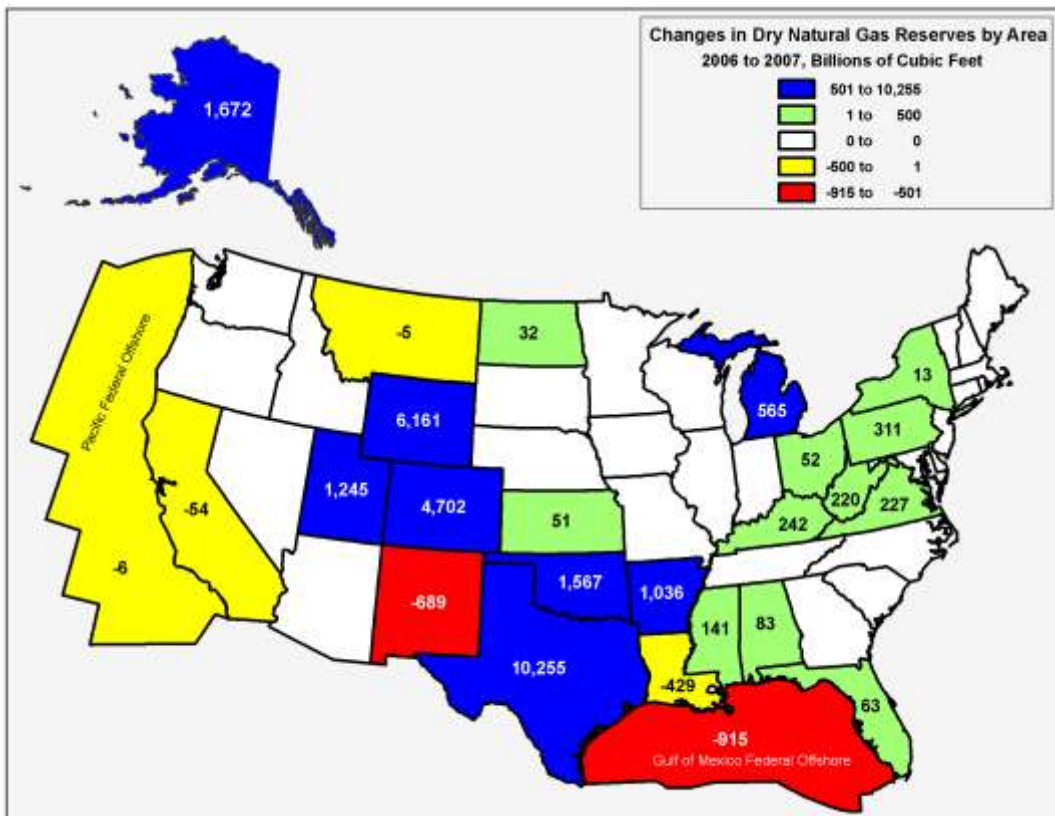 Changes in Dry Natural Gas Reserves by Area
2006 to 2007, Billions of Cubic Feet
501 to 10,255
1 to 500
0 to 0
-500 to 1
-915 to -501
1,672
Pacific Federal Offshore
-5
32
13
6,161
565
311
52
1,245
4,702
220
227
-54
51
242
-6
1,567
1,036
-689
141
83
10,255
-429
63
-915
Gulf of Mexico Federal Offshore